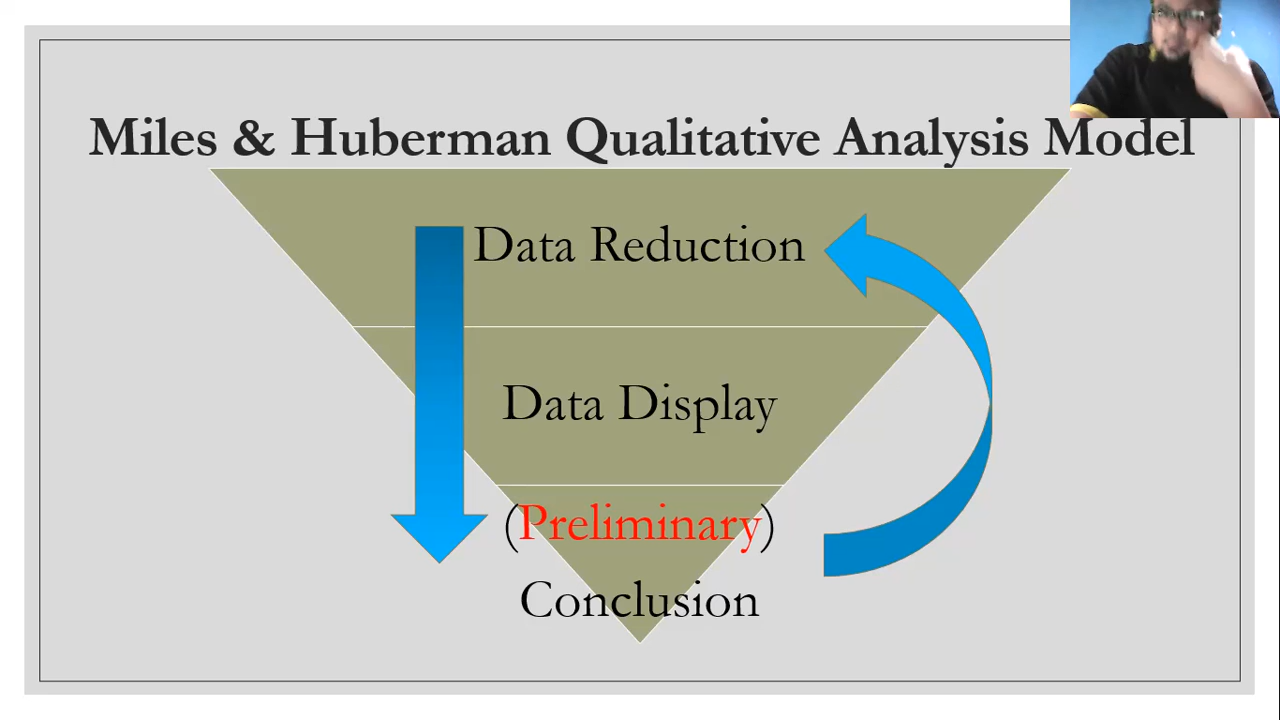 Miles & Huberman Qualitative Analysis Model
Data Reduction
Data Display
(Preliminary)
Conclusion